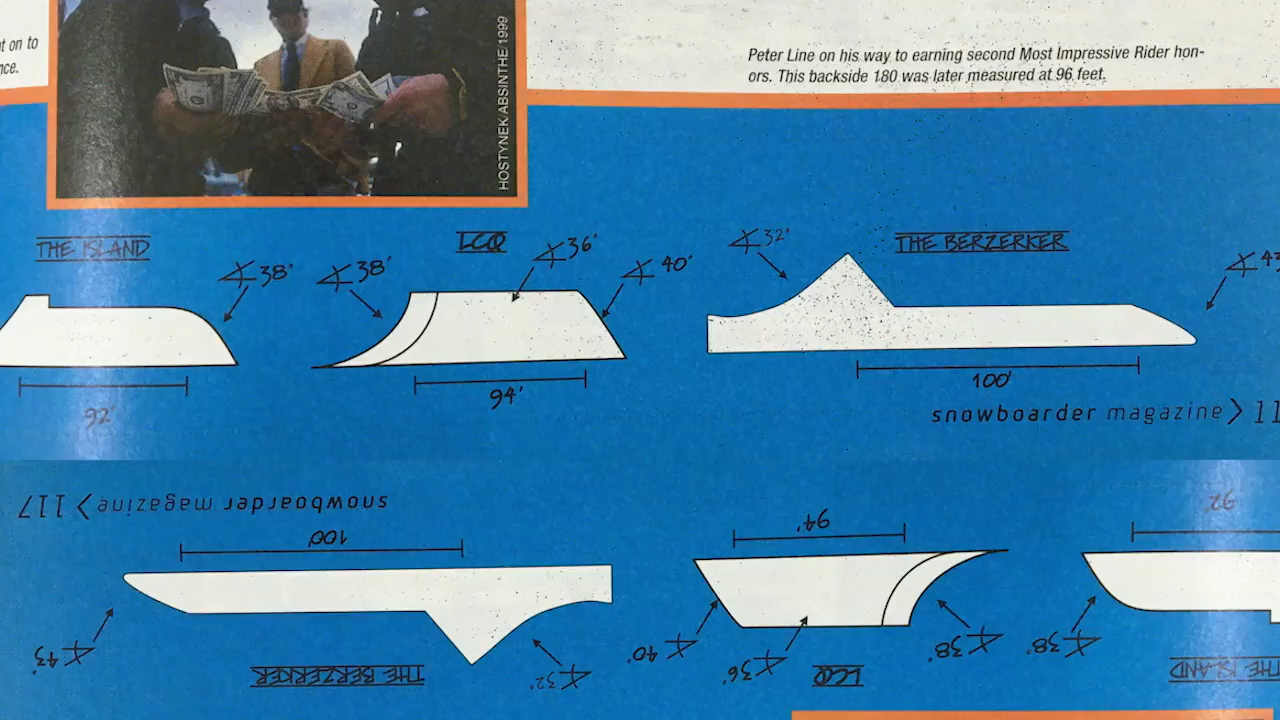 t on to
nce.
HOSTYNEK/ABSINTHE 1999
Peter Line on his way to earning second Most Impressive Rider hon-
ors. This backside 180 was later measured at 96 feet.
THE ISLAND
∡38'
92'
LCQ
∡38'
∡36'
∡40'
94'
THE BERZERKER
∡32'
∡43
100'
snowboarder magazine > 11
snowboarder magazine > 117
100'
∡43'
THE BERZERKER
∡32'
94'
∡40'
∡36'
LCQ
∡38'
92'
∡38'
THE ISLAND